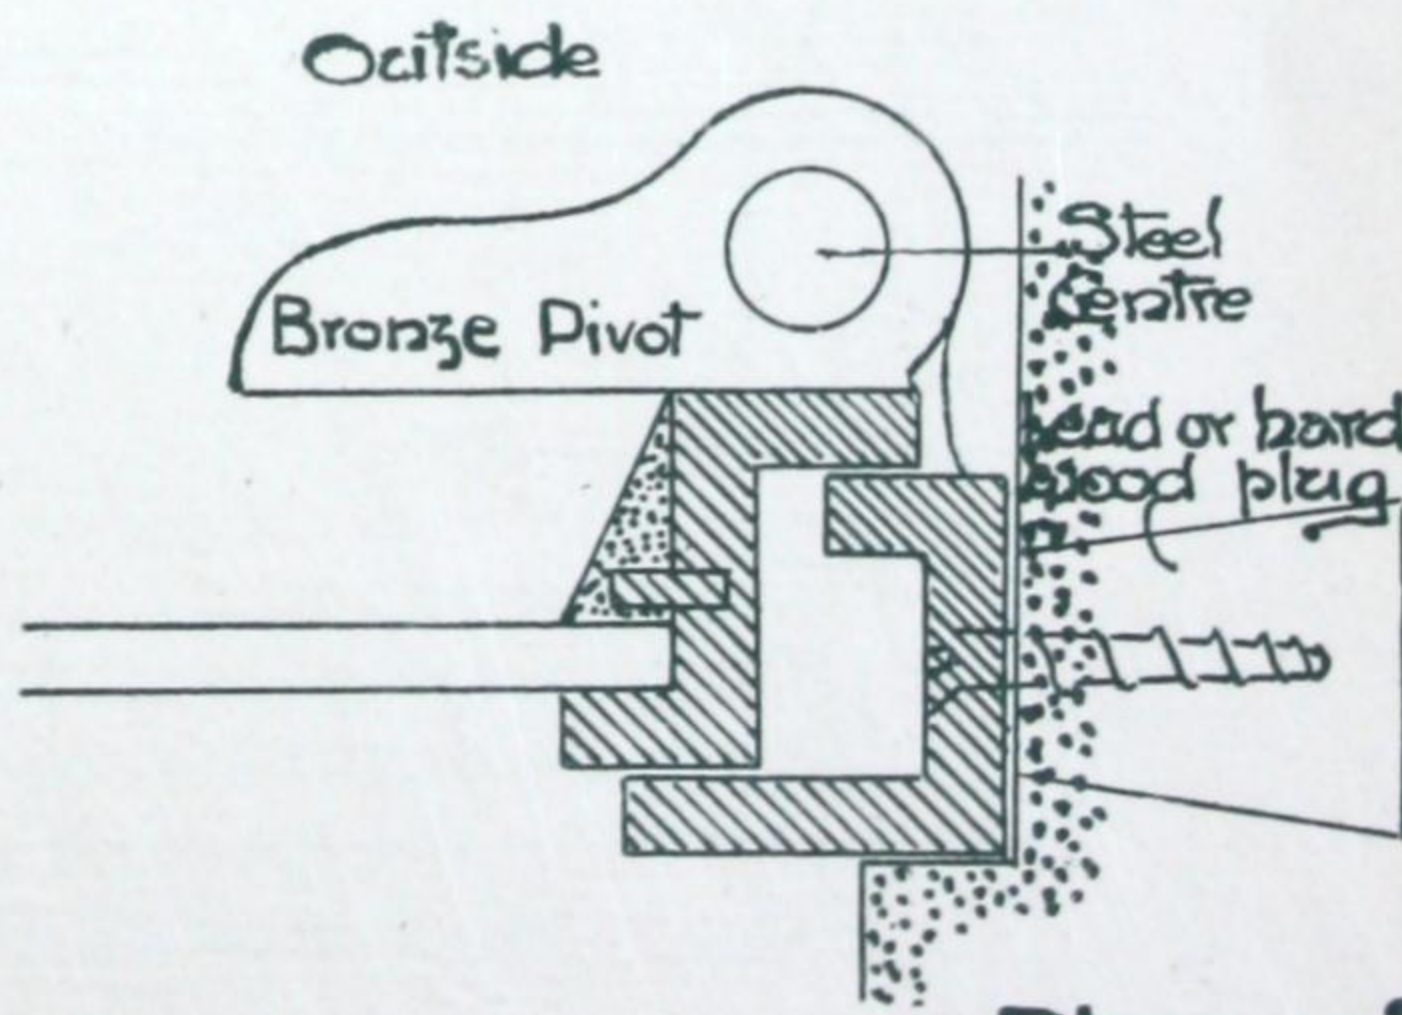 Outside
Steel
Centre
Bronze Pivot
Lead or hard
wood plug